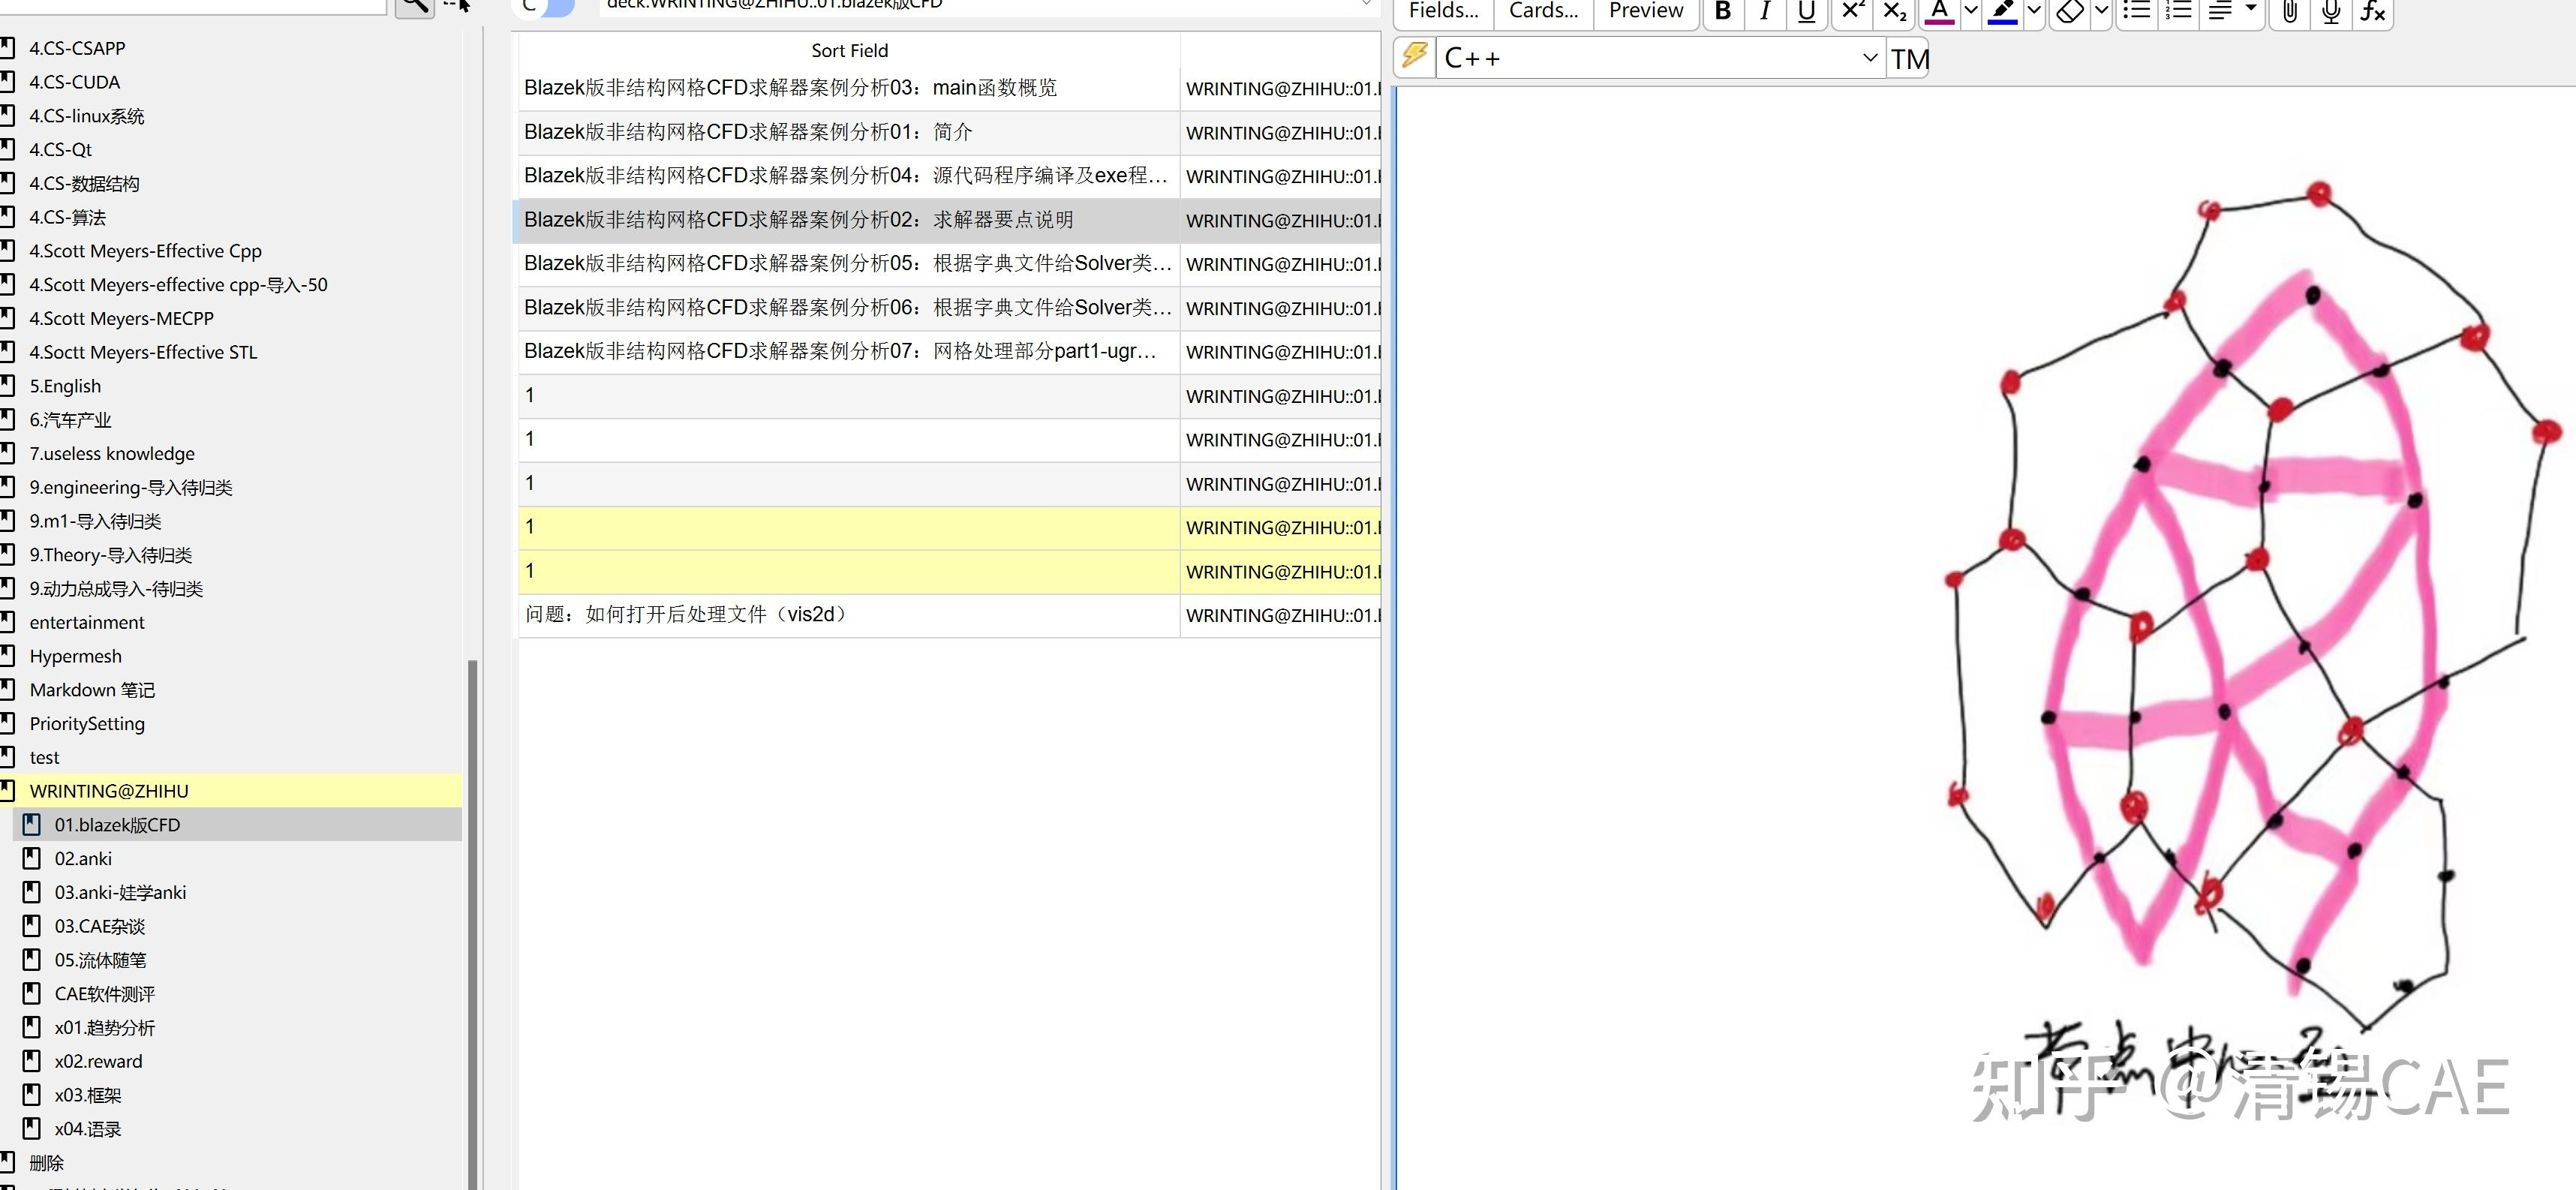 4.CS-CSAPP
4.CS-CUDA
4.CS-linux系统
4.CS-Qt
4.CS-数据结构
4.CS-算法
4.Scott Meyers-Effective Cpp
4.Scott Meyers-effective cpp-导入-50
4.Scott Meyers-MECPP
4.Soctt Meyers-Effective STL
5.English
6.汽车产业
7.useless knowledge
9.engineering-导入待归类
9.m1-导入待归类
9.Theory-导入待归类
9.动力总成导入-待归类
entertainment
Hypermesh
Markdown 笔记
PrioritySetting
test
WRINTING@ZHIHU
01.blazek版CFD
02.anki
03.anki-娃学anki
03.CAE杂谈
05.流体随笔
CAE软件测评
x01.趋势分析
x02.reward
x03.框架
x04.语录
删除
C deck:WRINTING@ZHIHU::01.blazek版CFD
Sort Field
Blazek版非结构网格CFD求解器案例分析03：main函数概览 WRINTING@ZHIHU::01.
Blazek版非结构网格CFD求解器案例分析01：简介 WRINTING@ZHIHU::01.
Blazek版非结构网格CFD求解器案例分析04：源代码程序编译及exe程... WRINTING@ZHIHU::01.
Blazek版非结构网格CFD求解器案例分析02：求解器要点说明 WRINTING@ZHIHU::01.
Blazek版非结构网格CFD求解器案例分析05：根据字典文件给Solver类... WRINTING@ZHIHU::01.
Blazek版非结构网格CFD求解器案例分析06：根据字典文件给Solver类... WRINTING@ZHIHU::01.
Blazek版非结构网格CFD求解器案例分析07：网格处理部分part1-ugr... WRINTING@ZHIHU::01.
1 WRINTING@ZHIHU::01.
1 WRINTING@ZHIHU::01.
1 WRINTING@ZHIHU::01.
1 WRINTING@ZHIHU::01.
1 WRINTING@ZHIHU::01.
问题：如何打开后处理文件（vis2d） WRINTING@ZHIHU::01.
Fields... Cards... Preview B I U X² X₂ A fx
C++ TM
知乎 @清锡CAE